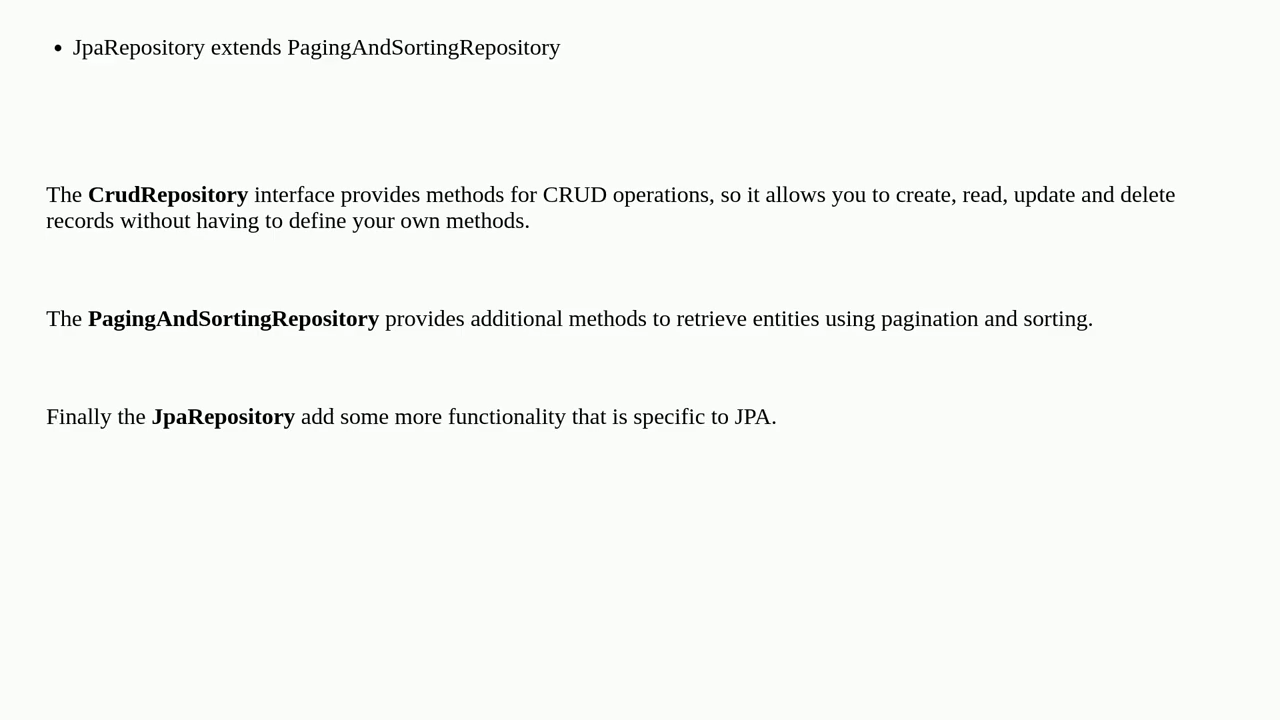 • JpaRepository extends PagingAndSortingRepository
The CrudRepository interface provides methods for CRUD operations, so it allows you to create, read, update and delete
records without having to define your own methods.
The PagingAndSortingRepository provides additional methods to retrieve entities using pagination and sorting.
Finally the JpaRepository add some more functionality that is specific to JPA.